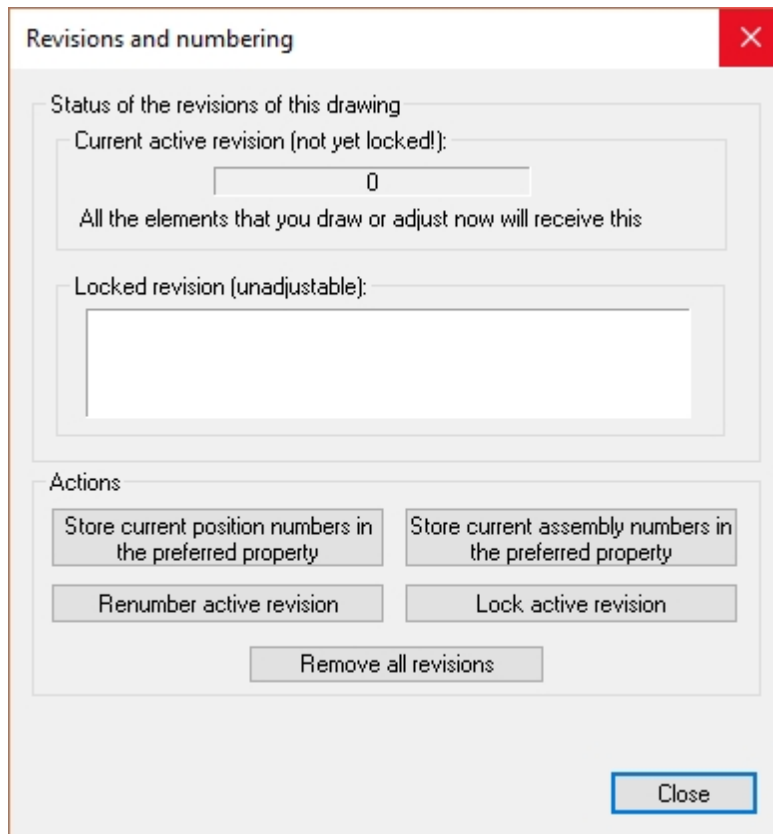 Revisions and numbering
Status of the revisions of this drawing
Current active revision (not yet locked!):
0
All the elements that you draw or adjust now will receive this
Locked revision (unadjustable):
Actions
Store current position numbers in
the preferred property
Store current assembly numbers in
the preferred property
Renumber active revision
Lock active revision
Remove all revisions
Close